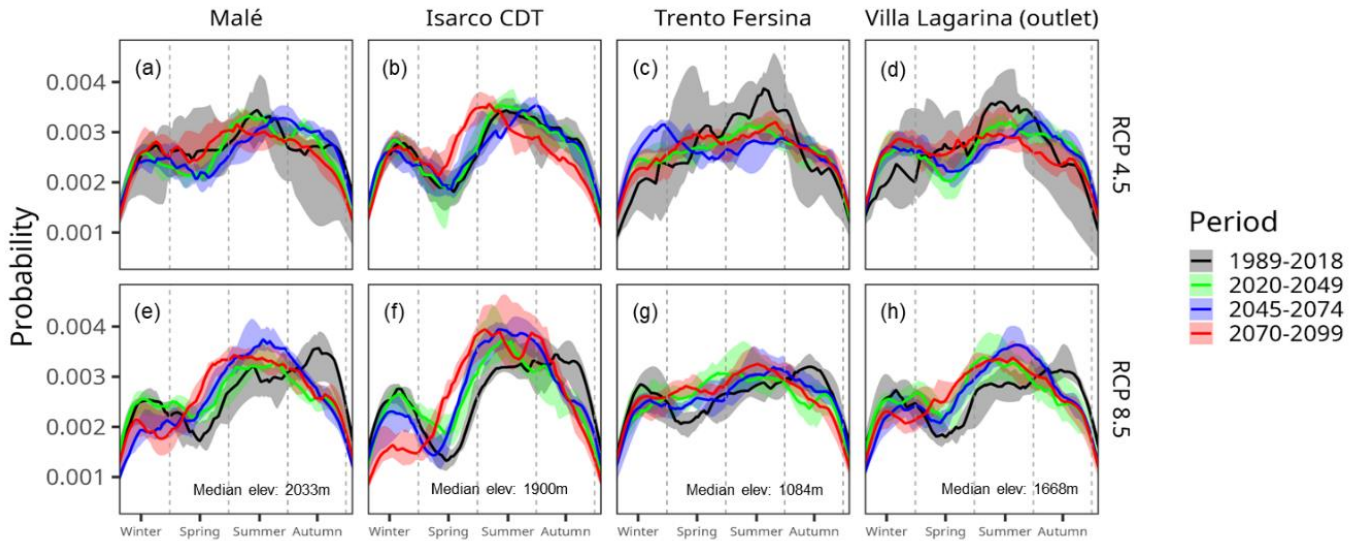 Malé
Isarco CDT
Trento Fersina
Villa Lagarina (outlet)
(a)
(b)
(c)
(d)
0.004
0.003
0.002
0.001
RCP 4.5
Probability
Period
1989-2018
2020-2049
2045-2074
2070-2099
(e)
(f)
(g)
(h)
0.004
0.003
0.002
0.001
RCP 8.5
Median elev: 2033m
Median elev: 1900m
Median elev: 1084m
Median elev: 1668m
Winter Spring Summer Autumn
Winter Spring Summer Autumn
Winter Spring Summer Autumn
Winter Spring Summer Autumn